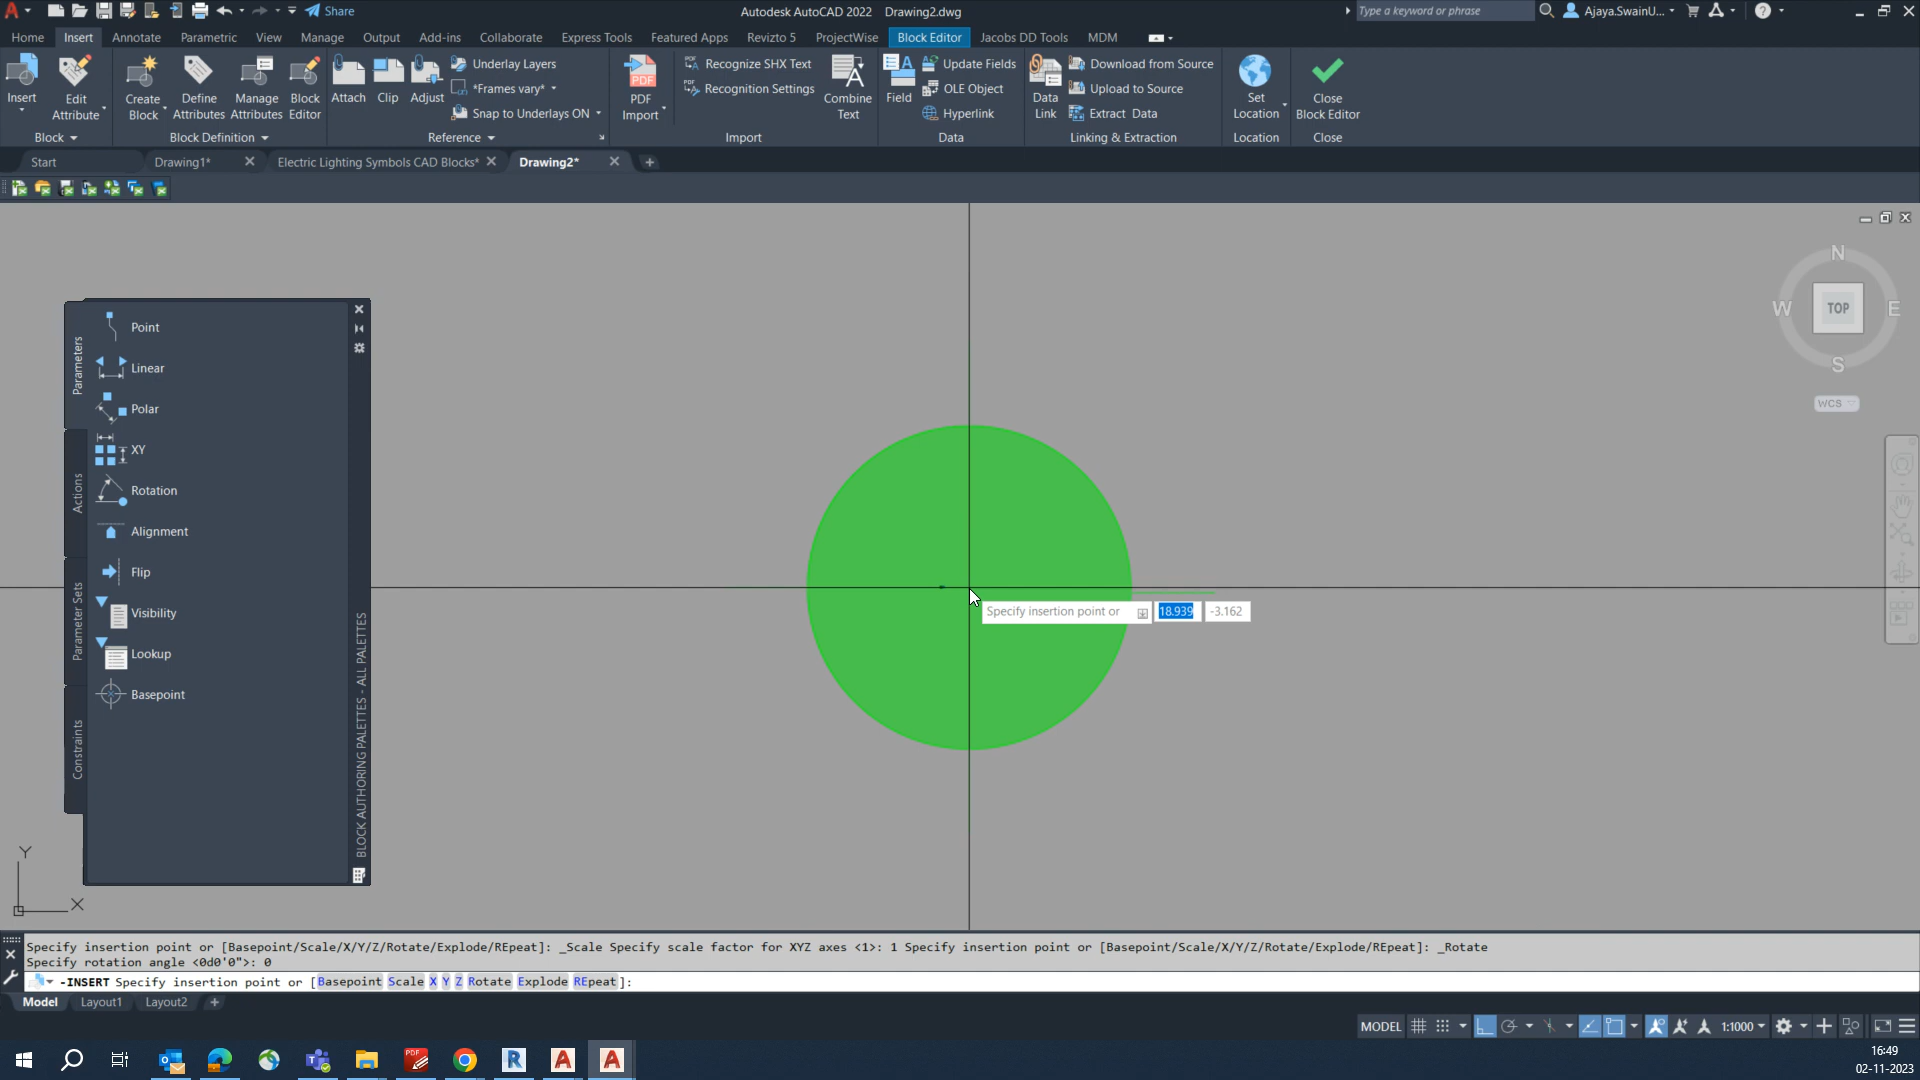 Share
Autodesk AutoCAD 2022 Drawing2.dwg
Type a keyword or phrase
Ajaya.SwainU...
Home Insert Annotate Parametric View Manage Output Add-ins Collaborate Express Tools Featured Apps Revizto 5 ProjectWise Block Editor Jacobs DD Tools MDM
Insert
Edit Attribute
Create Block
Define Attributes
Manage Attributes
Block Editor
Attach
Clip
Adjust
Underlay Layers
*Frames vary*
Snap to Underlays ON
PDF Import
Recognize SHX Text
Recognition Settings
Combine Text
Field
Update Fields
OLE Object
Hyperlink
Data Link
Download from Source
Upload to Source
Extract Data
Set Location
Close Block Editor
Block Block Definition Reference Import Data Linking & Extraction Location Close
Start Drawing1* Electric Lighting Symbols CAD Blocks* Drawing2*
N
W TOP E
S
WCS
Parameters
Actions
Parameter Sets
Constraints
Point
Linear
Polar
XY
Rotation
Alignment
Flip
Visibility
Lookup
Basepoint
BLOCK AUTHORING PALETTES - ALL PALETTES
Specify insertion point or 18.939 -3.162
Y
X
Specify insertion point or [Basepoint/Scale/X/Y/Z/Rotate/Explode/REpeat]: _Scale Specify scale factor for XYZ axes <1>: 1 Specify insertion point or [Basepoint/Scale/X/Y/Z/Rotate/Explode/REpeat]: _Rotate
Specify rotation angle <0d0'0">: 0
-INSERT Specify insertion point or [Basepoint Scale X Y Z Rotate Explode REpeat]:
Model Layout1 Layout2
MODEL 1:1000
16:49
02-11-2023